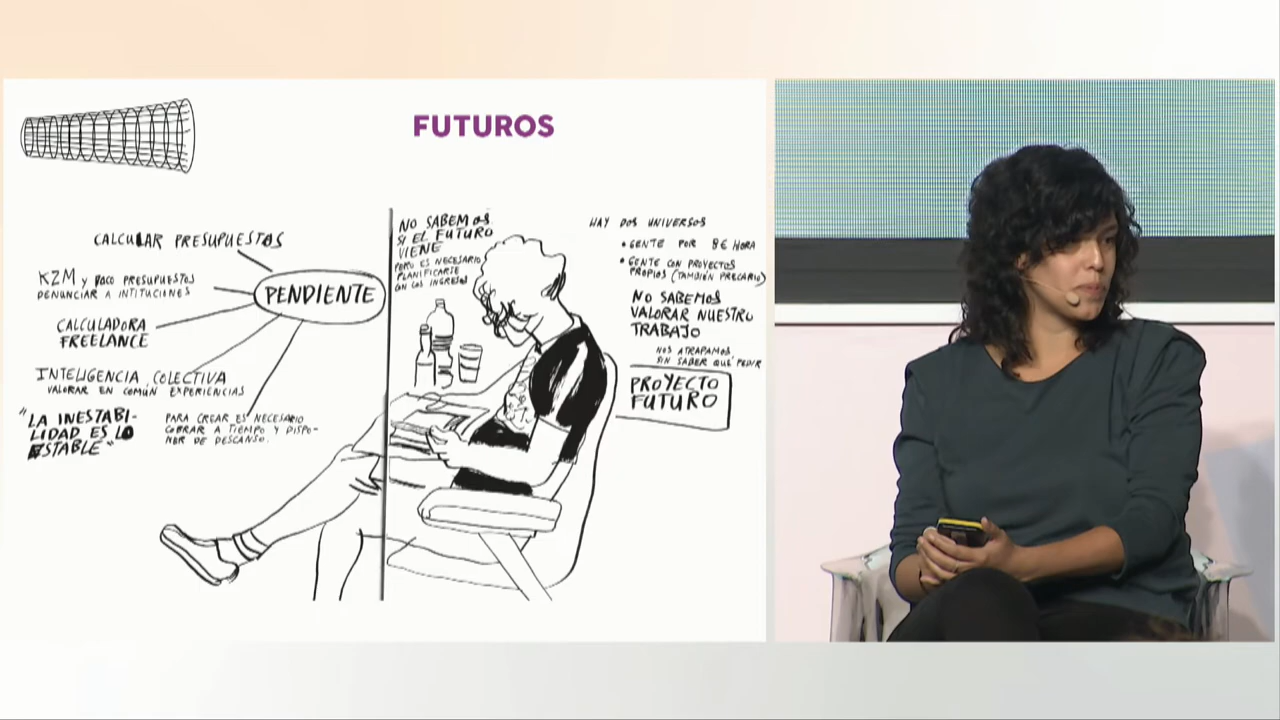 FUTUROS
CALCULAR PRESUPUESTOS
KZM y POCO PRESUPUESTOS
DENUNCIAR A INTITUCIONES
CALCULADORA
FREELANCE
INTELIGENCIA COLECTIVA
VALORAR EN COMÚN EXPERIENCIAS
"LA INESTABI-
LIDAD ES LO
ESTABLE"
PARA CREAR ES NECESARIO
COBRAR A TIEMPO Y DISPO-
NER DE DESCANSO.
PENDIENTE
NO SABEMOS
SI EL FUTURO
VIENE
PERO ES NECESARIO
PLANIFICARTE
CON LOS INGRESOS
HAY DOS UNIVERSOS
• GENTE POR 8€ HORA
• GENTE CON PROYECTOS
PROPIOS (TAMBIÉN PRECARIO)
NO SABEMOS
VALORAR NUESTRO
TRABAJO
NOS ATRAPAMOS
SIN SABER QUÉ PEDIR
PROYECTO
FUTURO